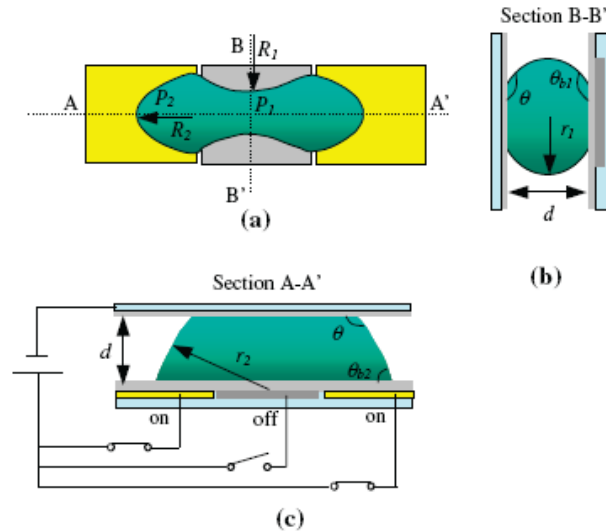 Section B-B'
B
R₁
A
P₂
P₁
A'
R₂
B'
(a)
θ
θb1
r₁
d
(b)
Section A-A'
d
r₂
θ
θb2
on
off
on
(c)